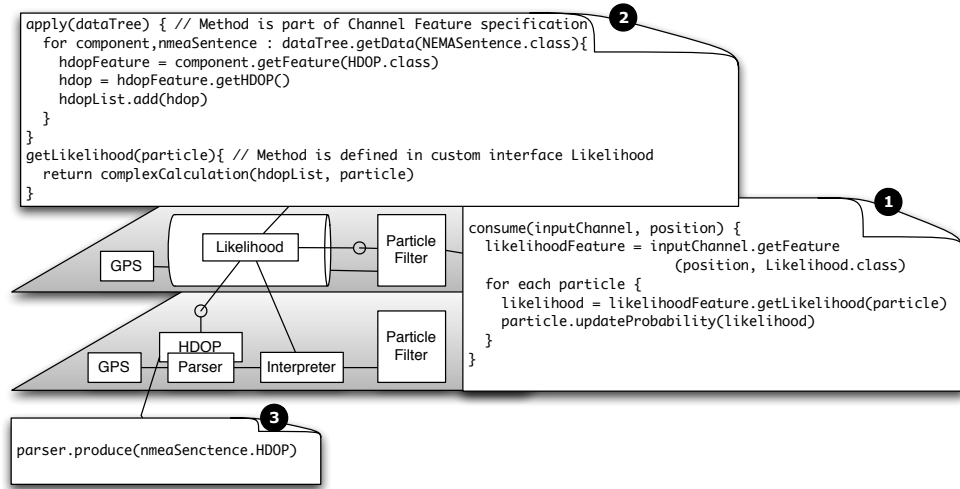 2
apply(dataTree) { // Method is part of Channel Feature specification
for component,nmeaSentence : dataTree.getData(NEMASentence.class){
hdopFeature = component.getFeature(HDOP.class)
hdop = hdopFeature.getHDOP()
hdopList.add(hdop)
}
}
getLikelihood(particle){ // Method is defined in custom interface Likelihood
return complexCalculation(hdopList, particle)
}
1
consume(inputChannel, position) {
likelihoodFeature = inputChannel.getFeature
(position, Likelihood.class)
for each particle {
likelihood = likelihoodFeature.getLikelihood(particle)
particle.updateProbability(likelihood)
}
}
Likelihood
GPS
Particle
Filter
HDOP
GPS
Parser
Interpreter
Particle
Filter
3
parser.produce(nmeaSenctence.HDOP)